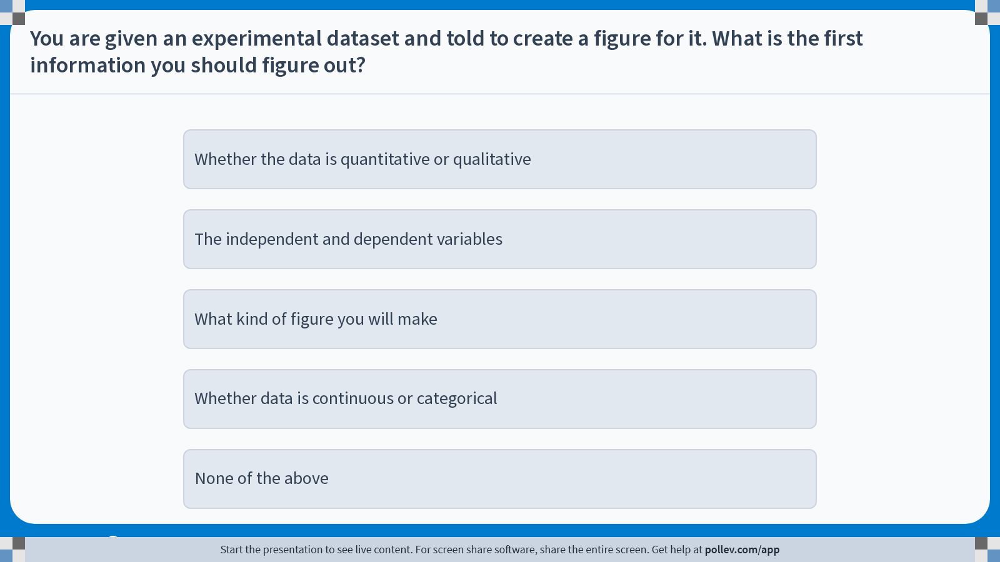 You are given an experimental dataset and told to create a figure for it. What is the first
information you should figure out?
Whether the data is quantitative or qualitative
The independent and dependent variables
What kind of figure you will make
Whether data is continuous or categorical
None of the above
Start the presentation to see live content. For screen share software, share the entire screen. Get help at pollev.com/app